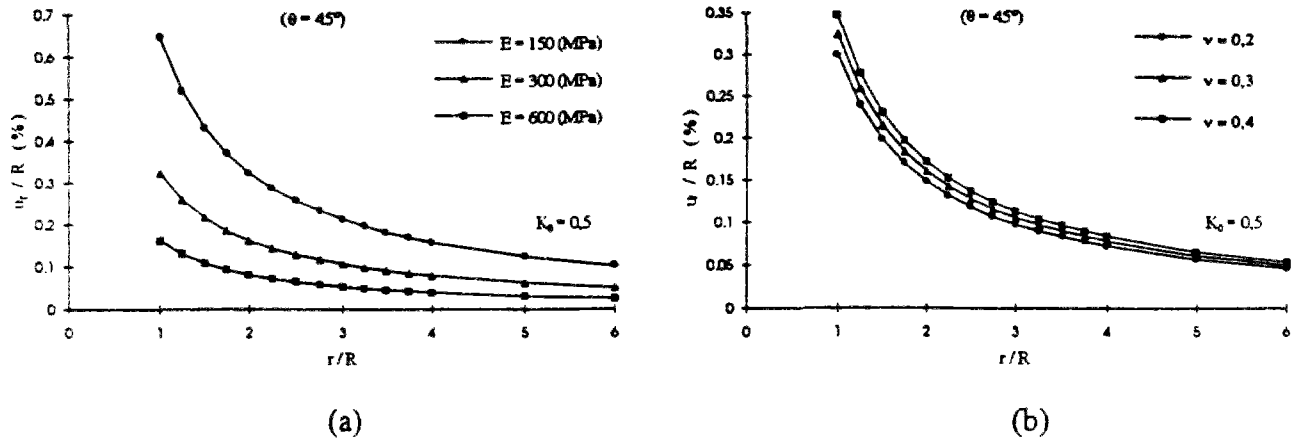 (θ = 45°)
E = 150 (MPa)
E = 300 (MPa)
E = 600 (MPa)
K₀ = 0,5
u_r / R (%)
0,7
0,6
0,5
0,4
0,3
0,2
0,1
0
0 1 2 3 4 5 6
r / R
(a)
(θ = 45°)
ν = 0,2
ν = 0,3
ν = 0,4
K₀ = 0,5
u_r / R (%)
0,35
0,3
0,25
0,2
0,15
0,1
0,05
0
0 1 2 3 4 5 6
r / R
(b)